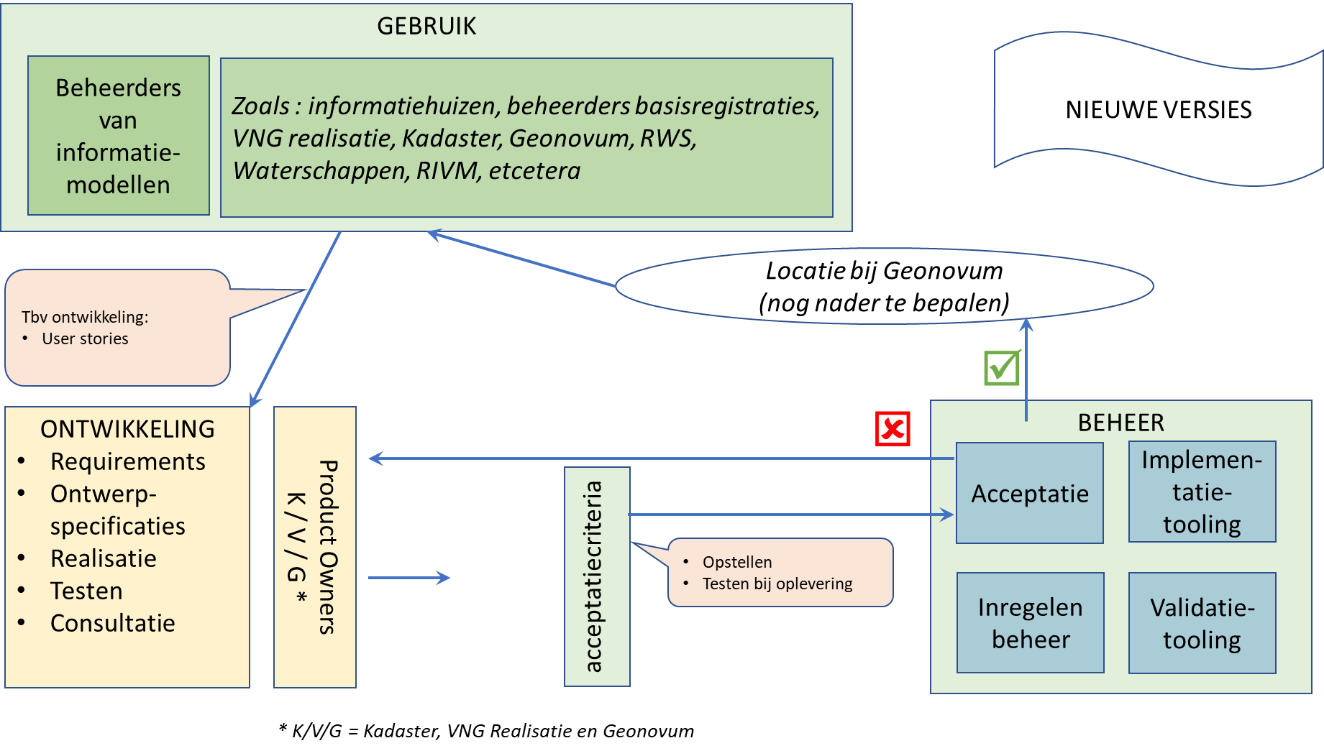 GEBRUIK
Beheerders
van
informatie-
modellen
Zoals : informatiehuizen, beheerders basisregistraties,
VNG realisatie, Kadaster, Geonovum, RWS,
Waterschappen, RIVM, etcetera
NIEUWE VERSIES
Locatie bij Geonovum
(nog nader te bepalen)
Tbv ontwikkeling:
• User stories
ONTWIKKELING
• Requirements
• Ontwerp-
specificaties
• Realisatie
• Testen
• Consultatie
Product Owners
K / V / G *
acceptatiecriteria
• Opstellen
• Testen bij oplevering
BEHEER
Acceptatie
Implemen-
tatie-
tooling
Inregelen
beheer
Validatie-
tooling
* K/V/G = Kadaster, VNG Realisatie en Geonovum